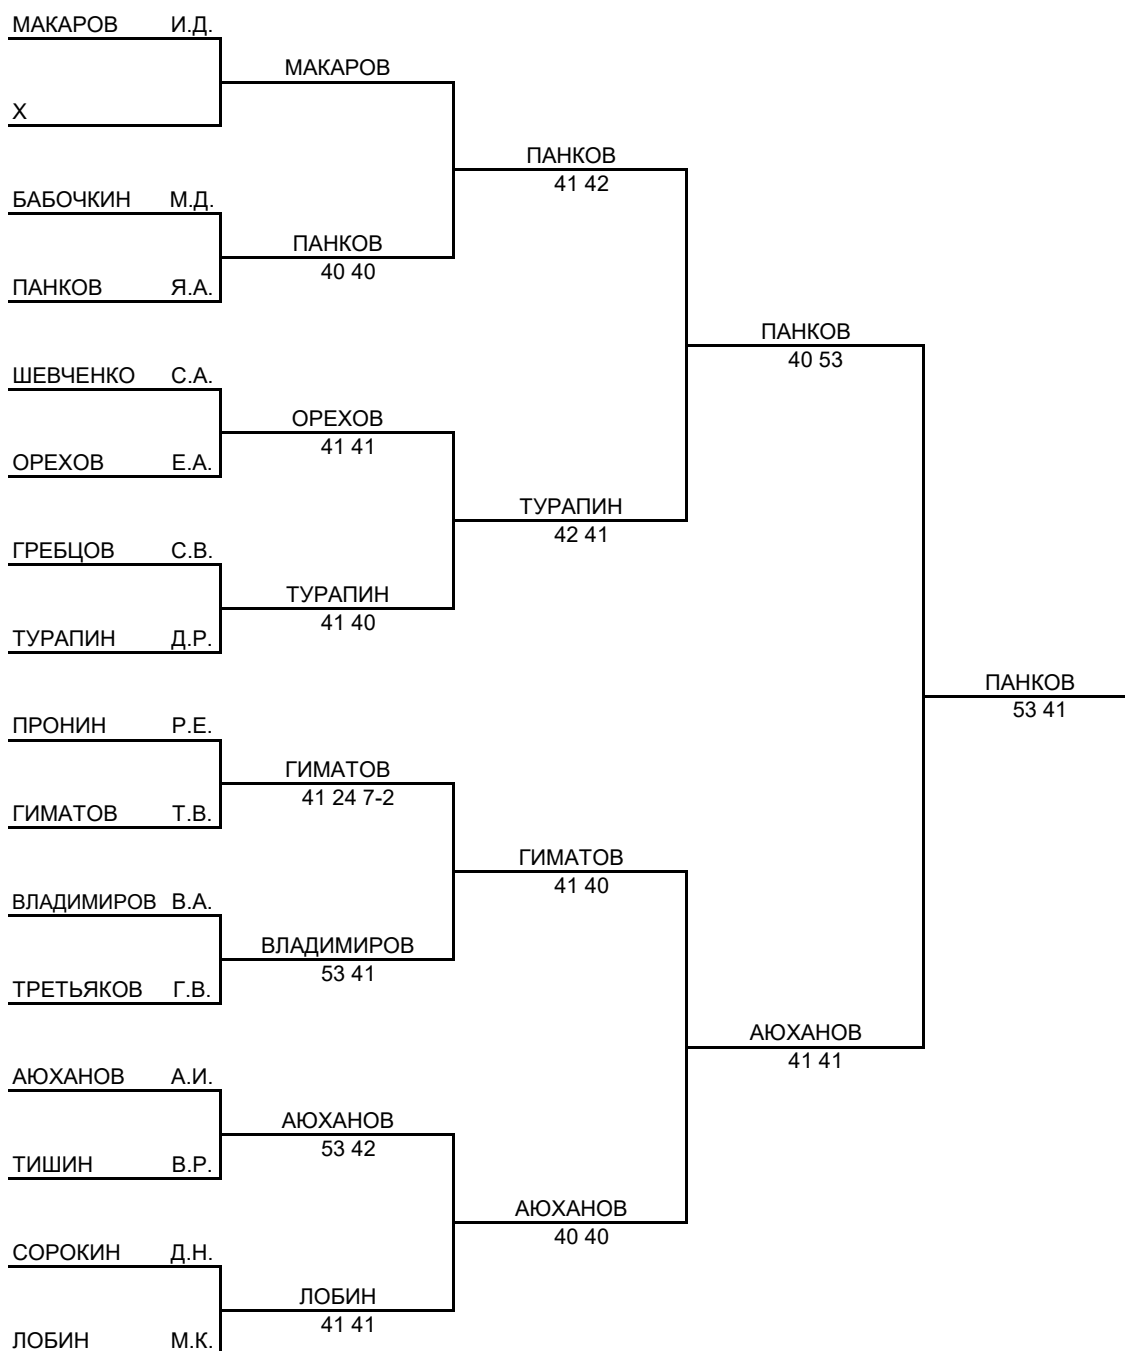 МАКАРОВ И.Д.
МАКАРОВ
Х
ПАНКОВ
41 42
БАБОЧКИН М.Д.
ПАНКОВ
40 40
ПАНКОВ Я.А.
ПАНКОВ
40 53
ШЕВЧЕНКО С.А.
ОРЕХОВ
41 41
ОРЕХОВ Е.А.
ТУРАПИН
42 41
ГРЕБЦОВ С.В.
ТУРАПИН
41 40
ТУРАПИН Д.Р.
ПАНКОВ
53 41
ПРОНИН Р.Е.
ГИМАТОВ
41 24 7-2
ГИМАТОВ Т.В.
ГИМАТОВ
41 40
ВЛАДИМИРОВ В.А.
ВЛАДИМИРОВ
53 41
ТРЕТЬЯКОВ Г.В.
АЮХАНОВ
41 41
АЮХАНОВ А.И.
АЮХАНОВ
53 42
ТИШИН В.Р.
АЮХАНОВ
40 40
СОРОКИН Д.Н.
ЛОБИН
41 41
ЛОБИН М.К.